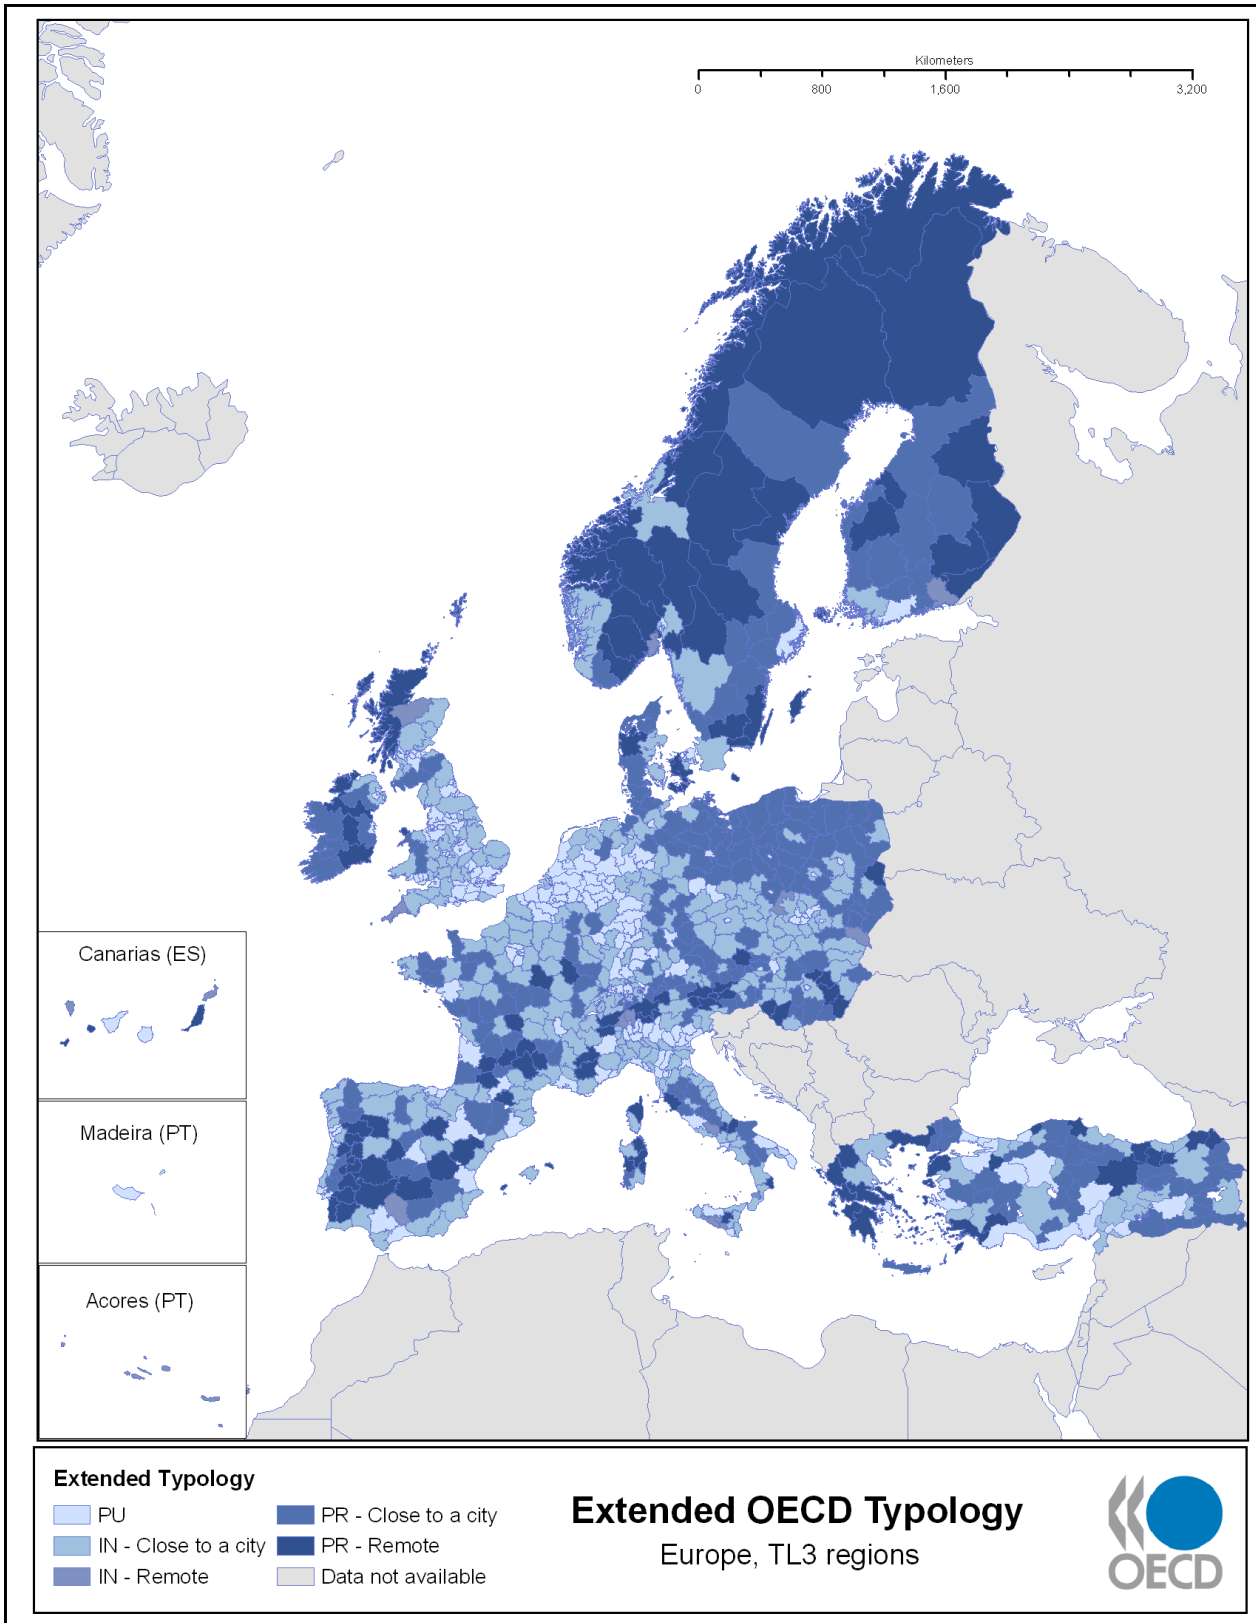 Kilometers
0 800 1,600 3,200
Canarias (ES)
Madeira (PT)
Acores (PT)
Extended Typology
PU
IN - Close to a city
IN - Remote
PR - Close to a city
PR - Remote
Data not available
Extended OECD Typology
Europe, TL3 regions
OECD